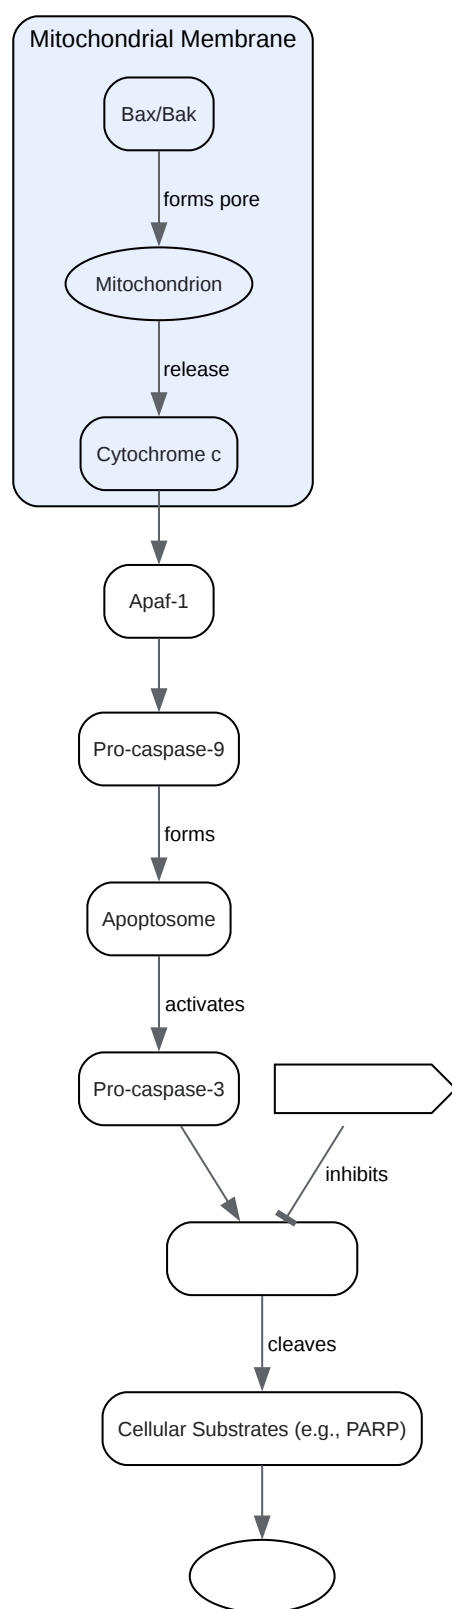 Mitochondrial Membrane
Bax/Bak
forms pore
Mitochondrion
release
Cytochrome c
Apaf-1
Pro-caspase-9
forms
Apoptosome
activates
Pro-caspase-3
inhibits
cleaves
Cellular Substrates (e.g., PARP)